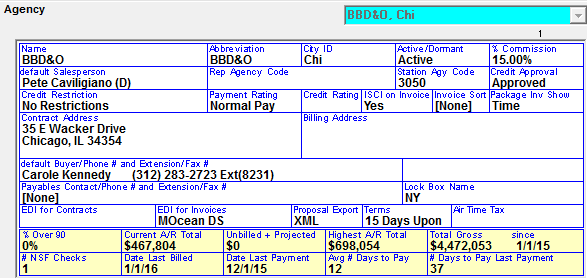 Agency
BBD&O, Chi
1
Name Abbreviation City ID Active/Dormant % Commission
BBD&O BBD&O Chi Active 15.00%
default Salesperson Rep Agency Code Station Agy Code Credit Approval
Pete Caviligiano (D) 3050 Approved
Credit Restriction Payment Rating Credit Rating ISCI on Invoice Invoice Sort Package Inv Show
No Restrictions Normal Pay Yes [None] Time
Contract Address Billing Address
35 E Wacker Drive
Chicago, IL 34354
default Buyer/Phone # and Extension/Fax #
Carole Kennedy (312) 283-2723 Ext(8231)
Payables Contact/Phone # and Extension/Fax # Lock Box Name
[None] NY
EDI for Contracts EDI for Invoices Proposal Export Terms Air Time Tax
MOcean DS XML 15 Days Upon
% Over 90 Current A/R Total Unbilled + Projected Highest A/R Total Total Gross since
0% $467,804 $0 $698,054 $4,472,053 1/1/15
# NSF Checks Date Last Billed Date Last Payment Avg # Days to Pay # Days to Pay Last Payment
1 1/1/16 12/1/15 12 37